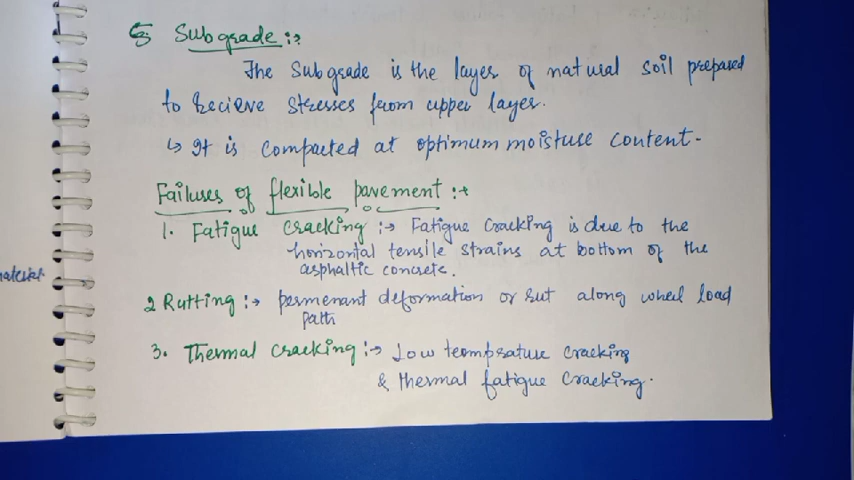 5 Subgrade :-
The Subgrade is the layer of natural soil prepared
to recieve stresses from upper layer.
↳ It is compacted at optimum moisture content-
Failures of flexible pavement :-
1. Fatigue cracking :→ Fatigue cracking is due to the
horizontal tensile strains at bottom of the
asphaltic concrete.
2 Rutting :→ permenant deformation or rut along wheel load
path
3. Thermal cracking :→ Low temprature cracking
& thermal fatigue cracking.
material